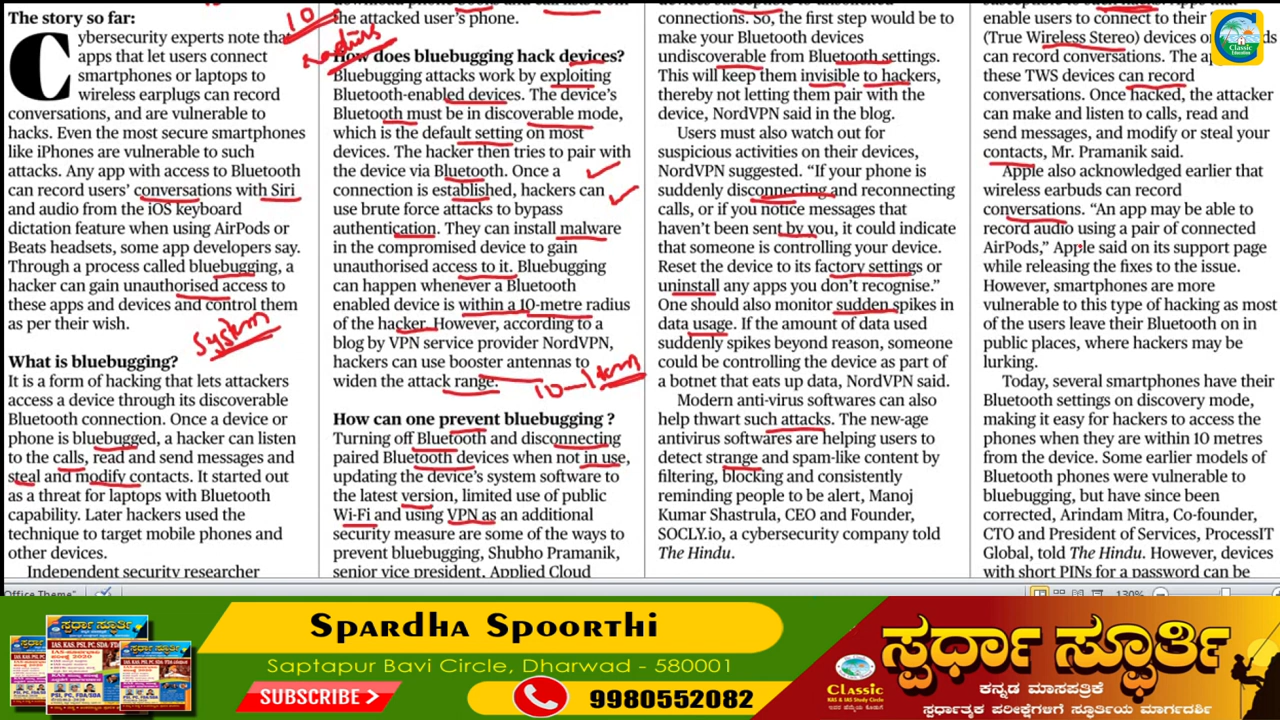 The story so far:
Cybersecurity experts note that
apps that let users connect
smartphones or laptops to
wireless earplugs can record
conversations, and are vulnerable to
hacks. Even the most secure smartphones
like iPhones are vulnerable to such
attacks. Any app with access to Bluetooth
can record users' conversations with Siri
and audio from the iOS keyboard
dictation feature when using AirPods or
Beats headsets, some app developers say.
Through a process called bluebugging, a
hacker can gain unauthorised access to
these apps and devices and control them
as per their wish.
System
What is bluebugging?
It is a form of hacking that lets attackers
access a device through its discoverable
Bluetooth connection. Once a device or
phone is bluebugged, a hacker can listen
to the calls, read and send messages and
steal and modify contacts. It started out
as a threat for laptops with Bluetooth
capability. Later hackers used the
technique to target mobile phones and
other devices.
Independent security researcher
10
radius
the attacked user's phone.
How does bluebugging hack devices?
Bluebugging attacks work by exploiting
Bluetooth-enabled devices. The device's
Bluetooth must be in discoverable mode,
which is the default setting on most
devices. The hacker then tries to pair with
the device via Bluetooth. Once a
connection is established, hackers can
use brute force attacks to bypass
authentication. They can install malware
in the compromised device to gain
unauthorised access to it. Bluebugging
can happen whenever a Bluetooth
enabled device is within a 10-metre radius
of the hacker. However, according to a
blog by VPN service provider NordVPN,
hackers can use booster antennas to
widen the attack range.
How can one prevent bluebugging ?
Turning off Bluetooth and disconnecting
paired Bluetooth devices when not in use,
updating the device's system software to
the latest version, limited use of public
Wi-Fi and using VPN as an additional
security measure are some of the ways to
prevent bluebugging, Shubho Pramanik,
senior vice president, Applied Cloud
connections. So, the first step would be to
make your Bluetooth devices
undiscoverable from Bluetooth settings.
This will keep them invisible to hackers,
thereby not letting them pair with the
device, NordVPN said in the blog.
Users must also watch out for
suspicious activities on their devices,
NordVPN suggested. "If your phone is
suddenly disconnecting and reconnecting
calls, or if you notice messages that
haven't been sent by you, it could indicate
that someone is controlling your device.
Reset the device to its factory settings or
uninstall any apps you don't recognise."
One should also monitor sudden spikes in
data usage. If the amount of data used
suddenly spikes beyond reason, someone
could be controlling the device as part of
a botnet that eats up data, NordVPN said.
Modern anti-virus softwares can also
help thwart such attacks. The new-age
antivirus softwares are helping users to
detect strange and spam-like content by
filtering, blocking and consistently
reminding people to be alert, Manoj
Kumar Shastrula, CEO and Founder,
SOCLY.io, a cybersecurity company told
The Hindu.
enable users to connect to their
(True Wireless Stereo) devices or
can record conversations. The
these TWS devices can record
conversations. Once hacked, the attacker
can make and listen to calls, read and
send messages, and modify or steal your
contacts, Mr. Pramanik said.
Apple also acknowledged earlier that
wireless earbuds can record
conversations. "An app may be able to
record audio using a pair of connected
AirPods," Apple said on its support page
while releasing the fixes to the issue.
However, smartphones are more
vulnerable to this type of hacking as most
of the users leave their Bluetooth on in
public places, where hackers may be
lurking.
Today, several smartphones have their
Bluetooth settings on discovery mode,
making it easy for hackers to access the
phones when they are within 10 metres
from the device. Some earlier models of
Bluetooth phones were vulnerable to
bluebugging, but have since been
corrected, Arindam Mitra, Co-founder,
CTO and President of Services, ProcessIT
Global, told The Hindu. However, devices
with short PINs for a password can be
Classic
Education
Office Theme"
130%
Spardha Spoorthi
Saptapur Bavi Circle Dharwad - 580001
SUBSCRIBE
9980552082
Classic
KAS & IAS Study Circle
ಸ್ಪರ್ಧಾ ಸ್ಫೂರ್ತಿ
ಕನ್ನಡ ಮಾಸಪತ್ರಿಕೆ
ಸ್ಪರ್ಧಾತ್ಮಕ ಪರೀಕ್ಷೆಗಳಿಗೆ ಸ್ಫೂರ್ತಿಯ ಮಾರ್ಗದರ್ಶಿ